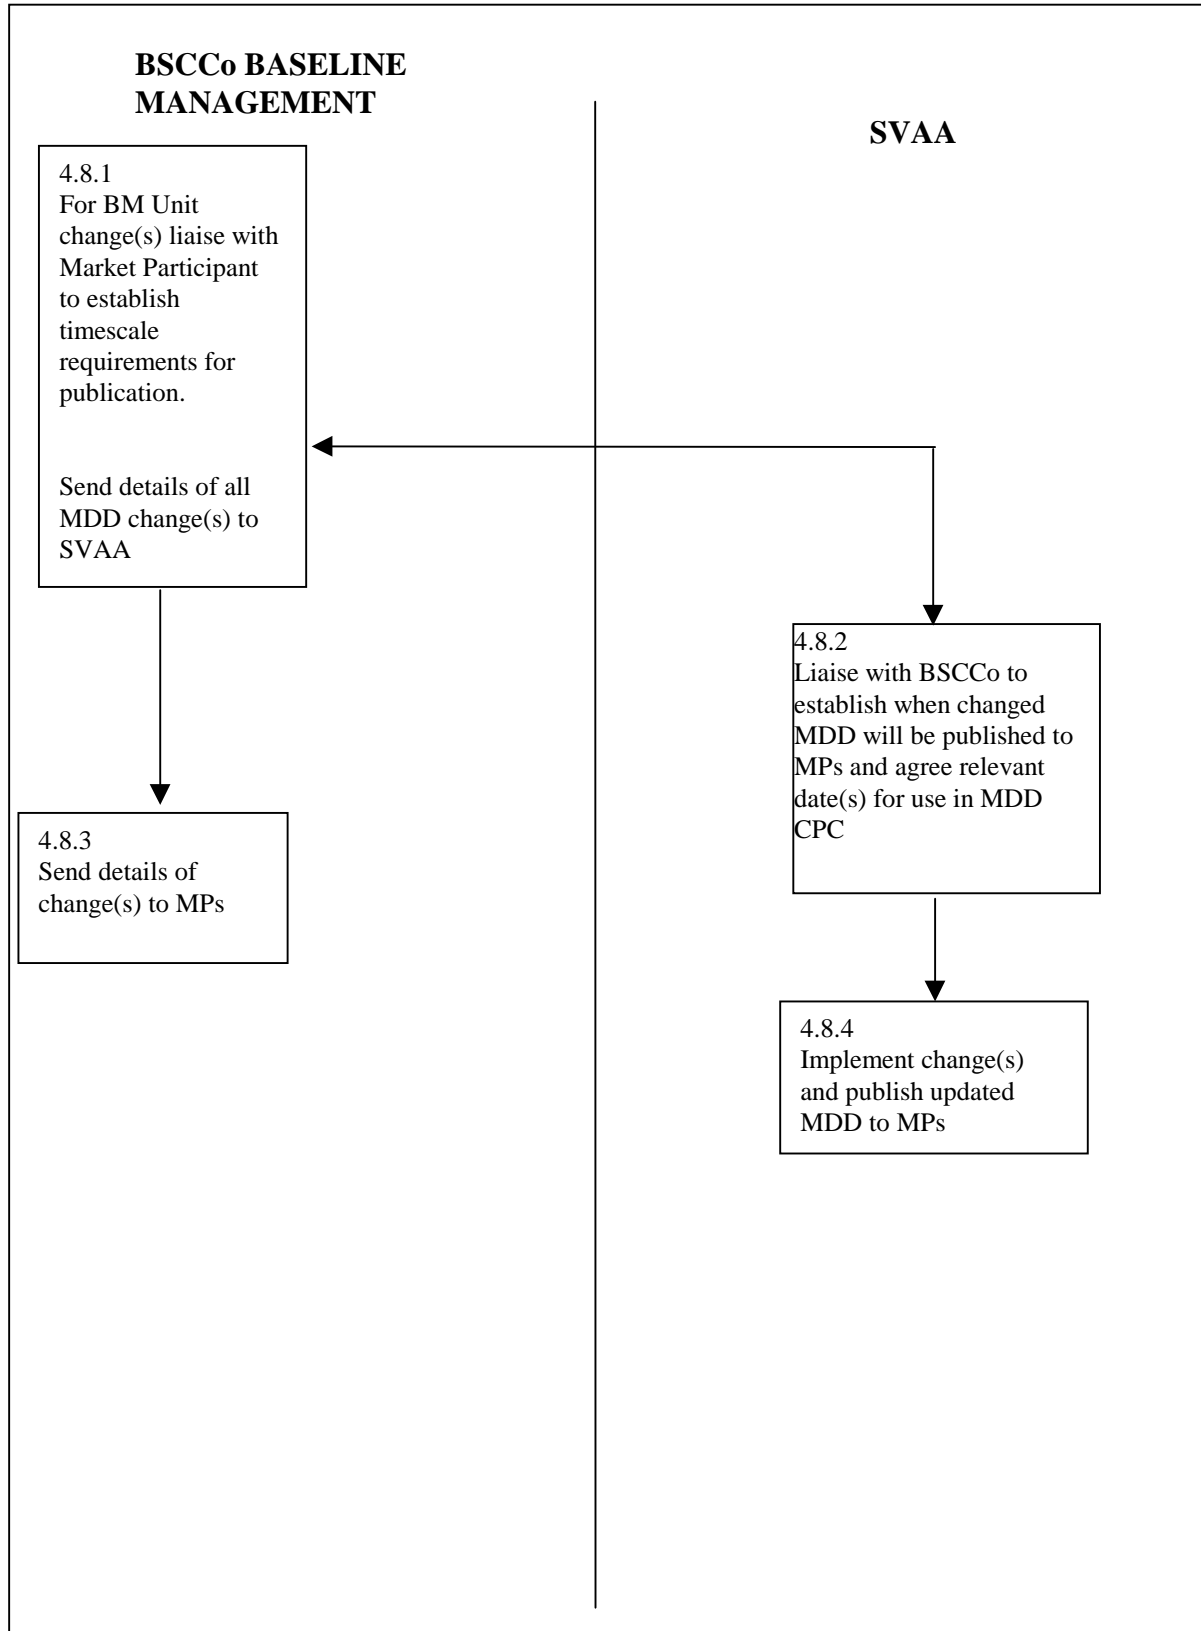 BSCCo BASELINE
MANAGEMENT
SVAA
4.8.1
For BM Unit
change(s) liaise with
Market Participant
to establish
timescale
requirements for
publication.
Send details of all
MDD change(s) to
SVAA
4.8.2
Liaise with BSCCo to
establish when changed
MDD will be published to
MPs and agree relevant
date(s) for use in MDD
CPC
4.8.3
Send details of
change(s) to MPs
4.8.4
Implement change(s)
and publish updated
MDD to MPs